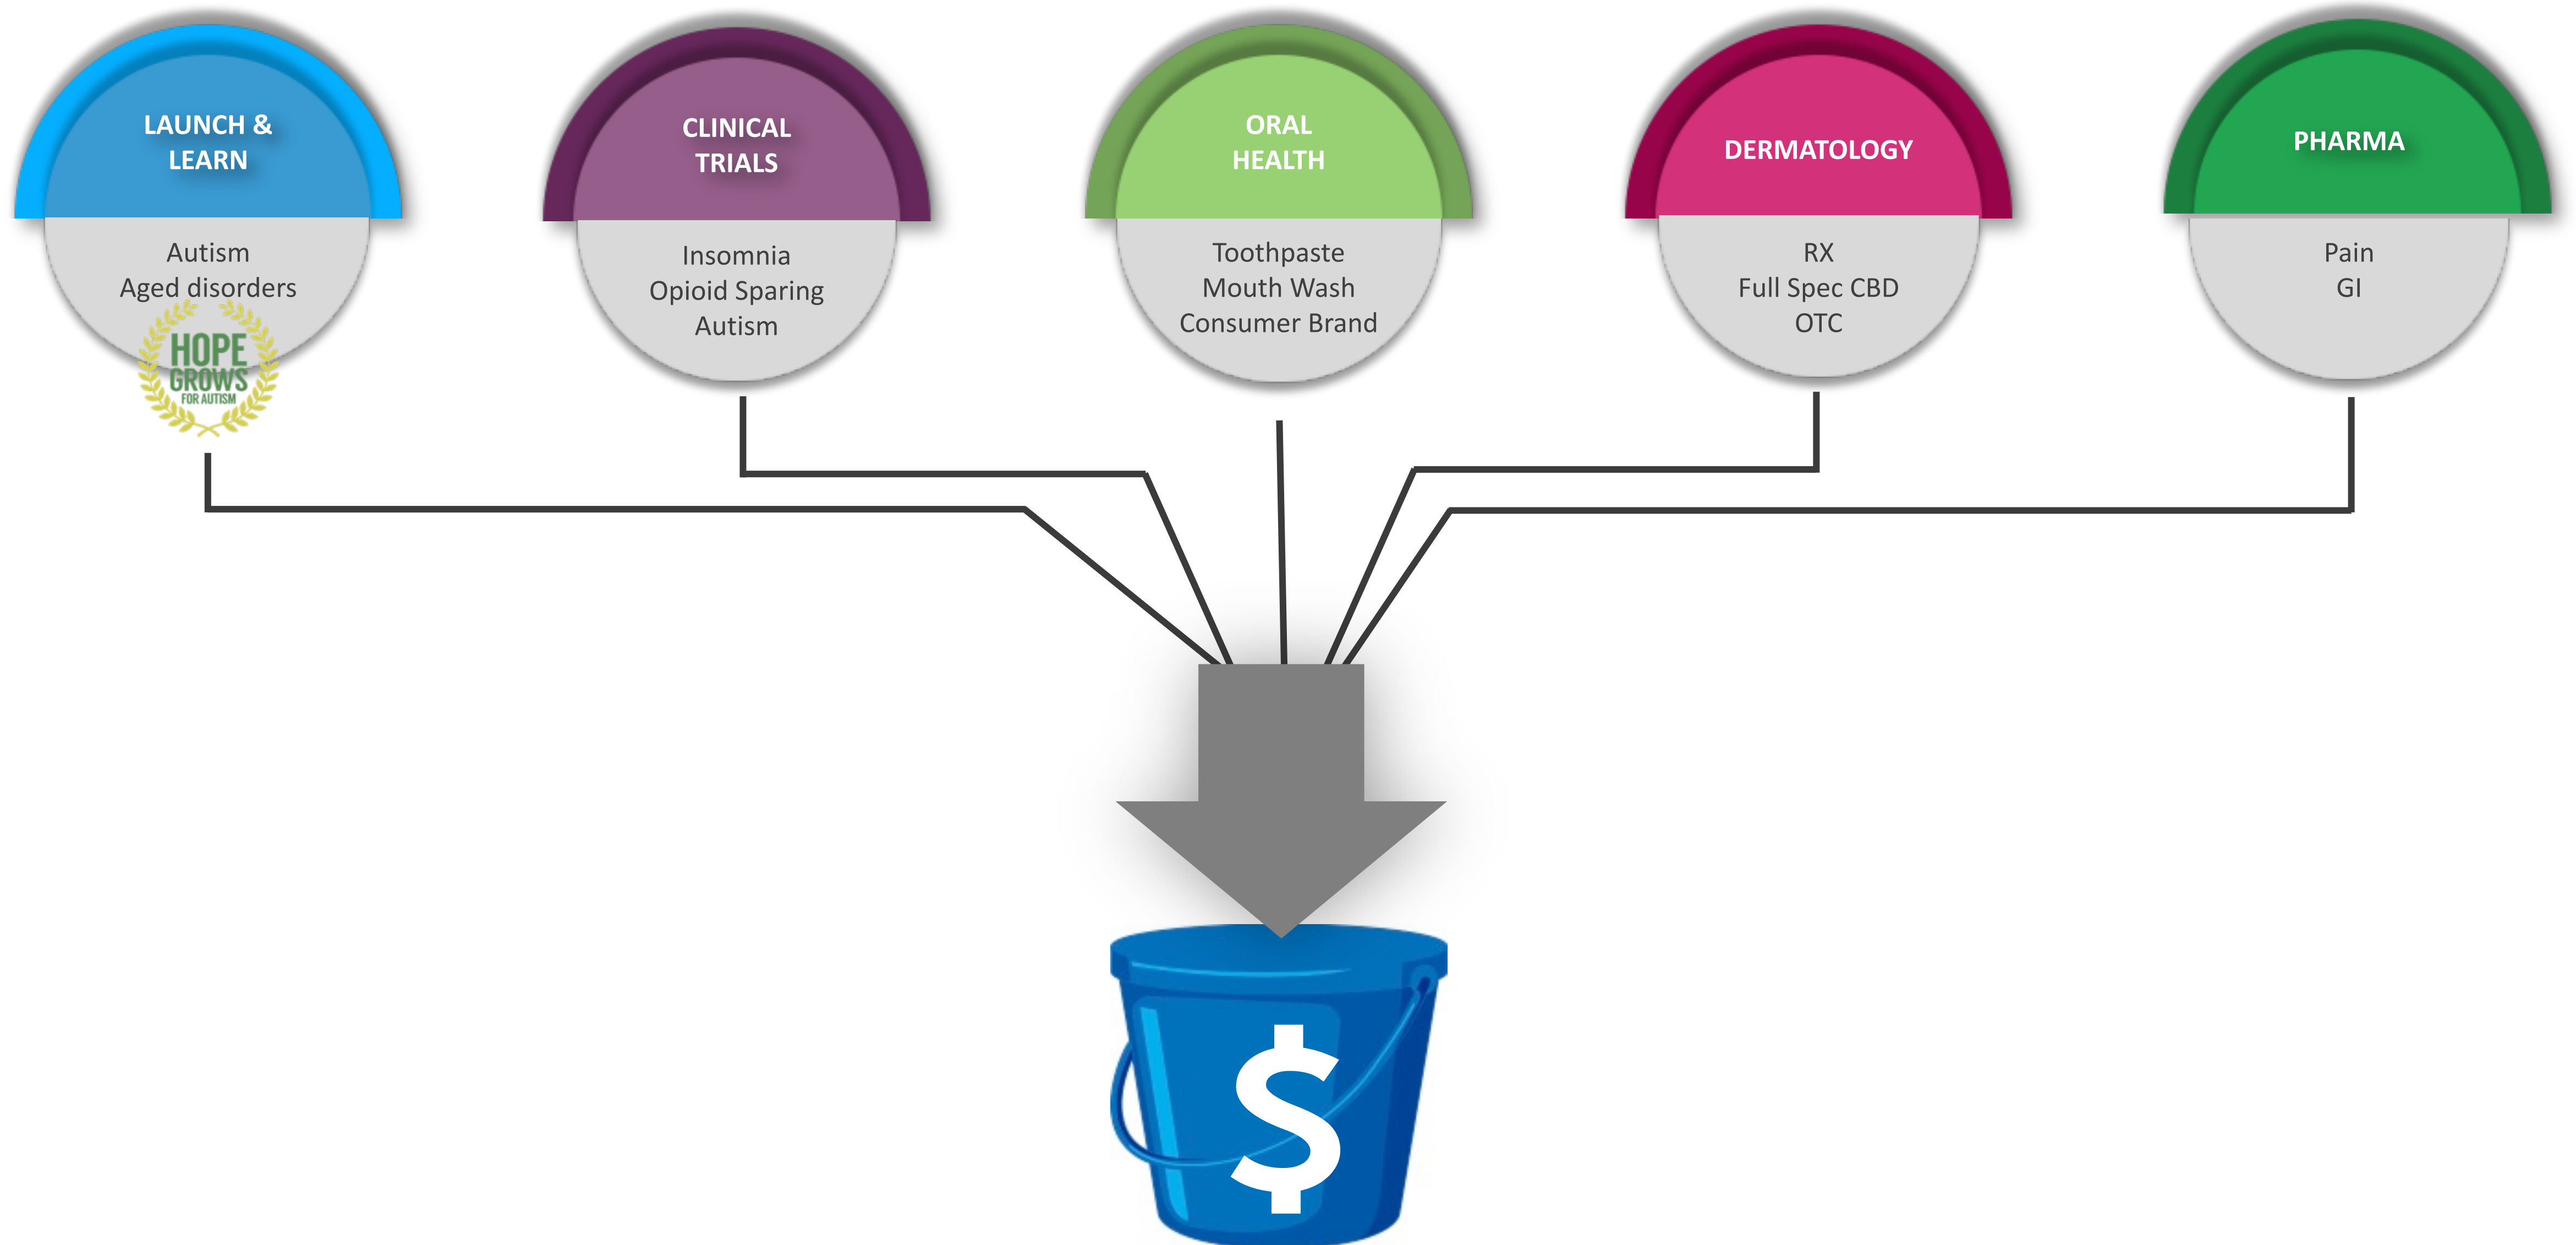 LAUNCH &
LEARN
Autism
Aged disorders
HOPE
GROWS
FOR AUTISM
CLINICAL
TRIALS
Insomnia
Opioid Sparing
Autism
ORAL
HEALTH
Toothpaste
Mouth Wash
Consumer Brand
DERMATOLOGY
RX
Full Spec CBD
OTC
PHARMA
Pain
GI
$